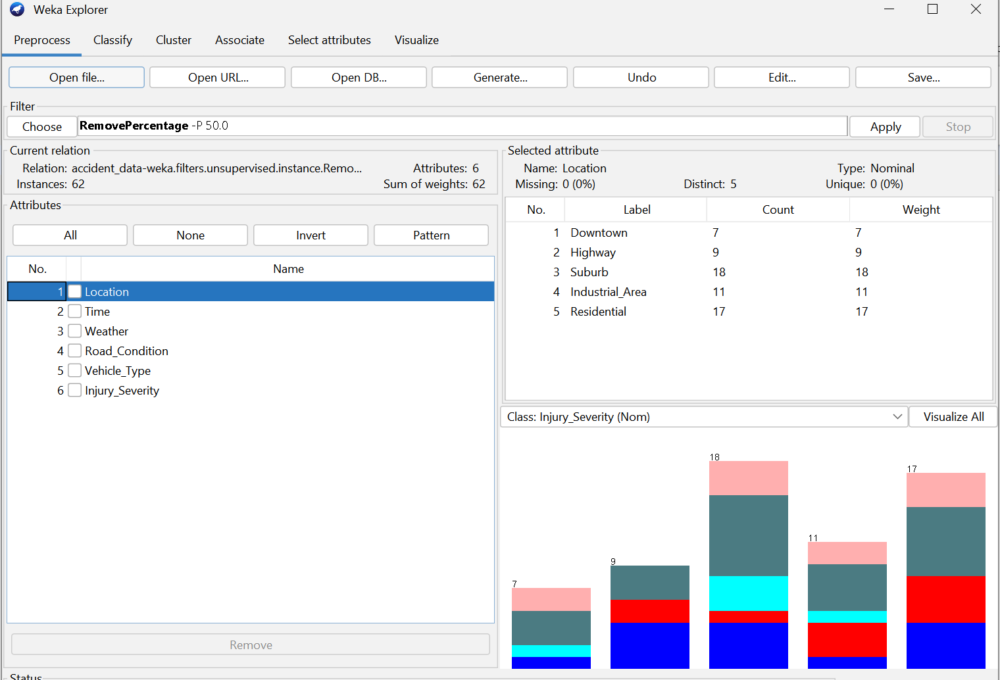 Weka Explorer
Preprocess Classify Cluster Associate Select attributes Visualize
Open file... Open URL... Open DB... Generate... Undo Edit... Save...
Filter
Choose RemovePercentage -P 50.0 Apply Stop
Current relation
Relation: accident_data-weka.filters.unsupervised.instance.Remo... Attributes: 6
Instances: 62 Sum of weights: 62
Attributes
All None Invert Pattern
No. Name
1 Location
2 Time
3 Weather
4 Road_Condition
5 Vehicle_Type
6 Injury_Severity
Remove
Status
Selected attribute
Name: Location Type: Nominal
Missing: 0 (0%) Distinct: 5 Unique: 0 (0%)
No. Label Count Weight
1 Downtown 7 7
2 Highway 9 9
3 Suburb 18 18
4 Industrial_Area 11 11
5 Residential 17 17
Class: Injury_Severity (Nom) Visualize All
7 9 18 11 17